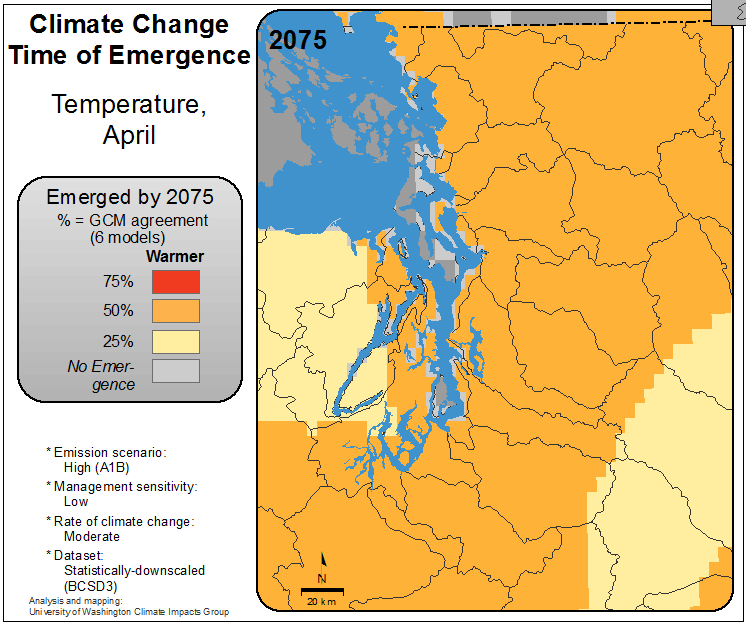 Climate Change
Time of Emergence
Temperature,
April
Emerged by 2075
% = GCM agreement
(6 models)
Warmer
75%
50%
25%
No Emer-
gence
* Emission scenario:
High (A1B)
* Management sensitivity:
Low
* Rate of climate change:
Moderate
* Dataset:
Statistically-downscaled
(BCSD3)
Analysis and mapping:
University of Washington Climate Impacts Group
2075
N
20 km